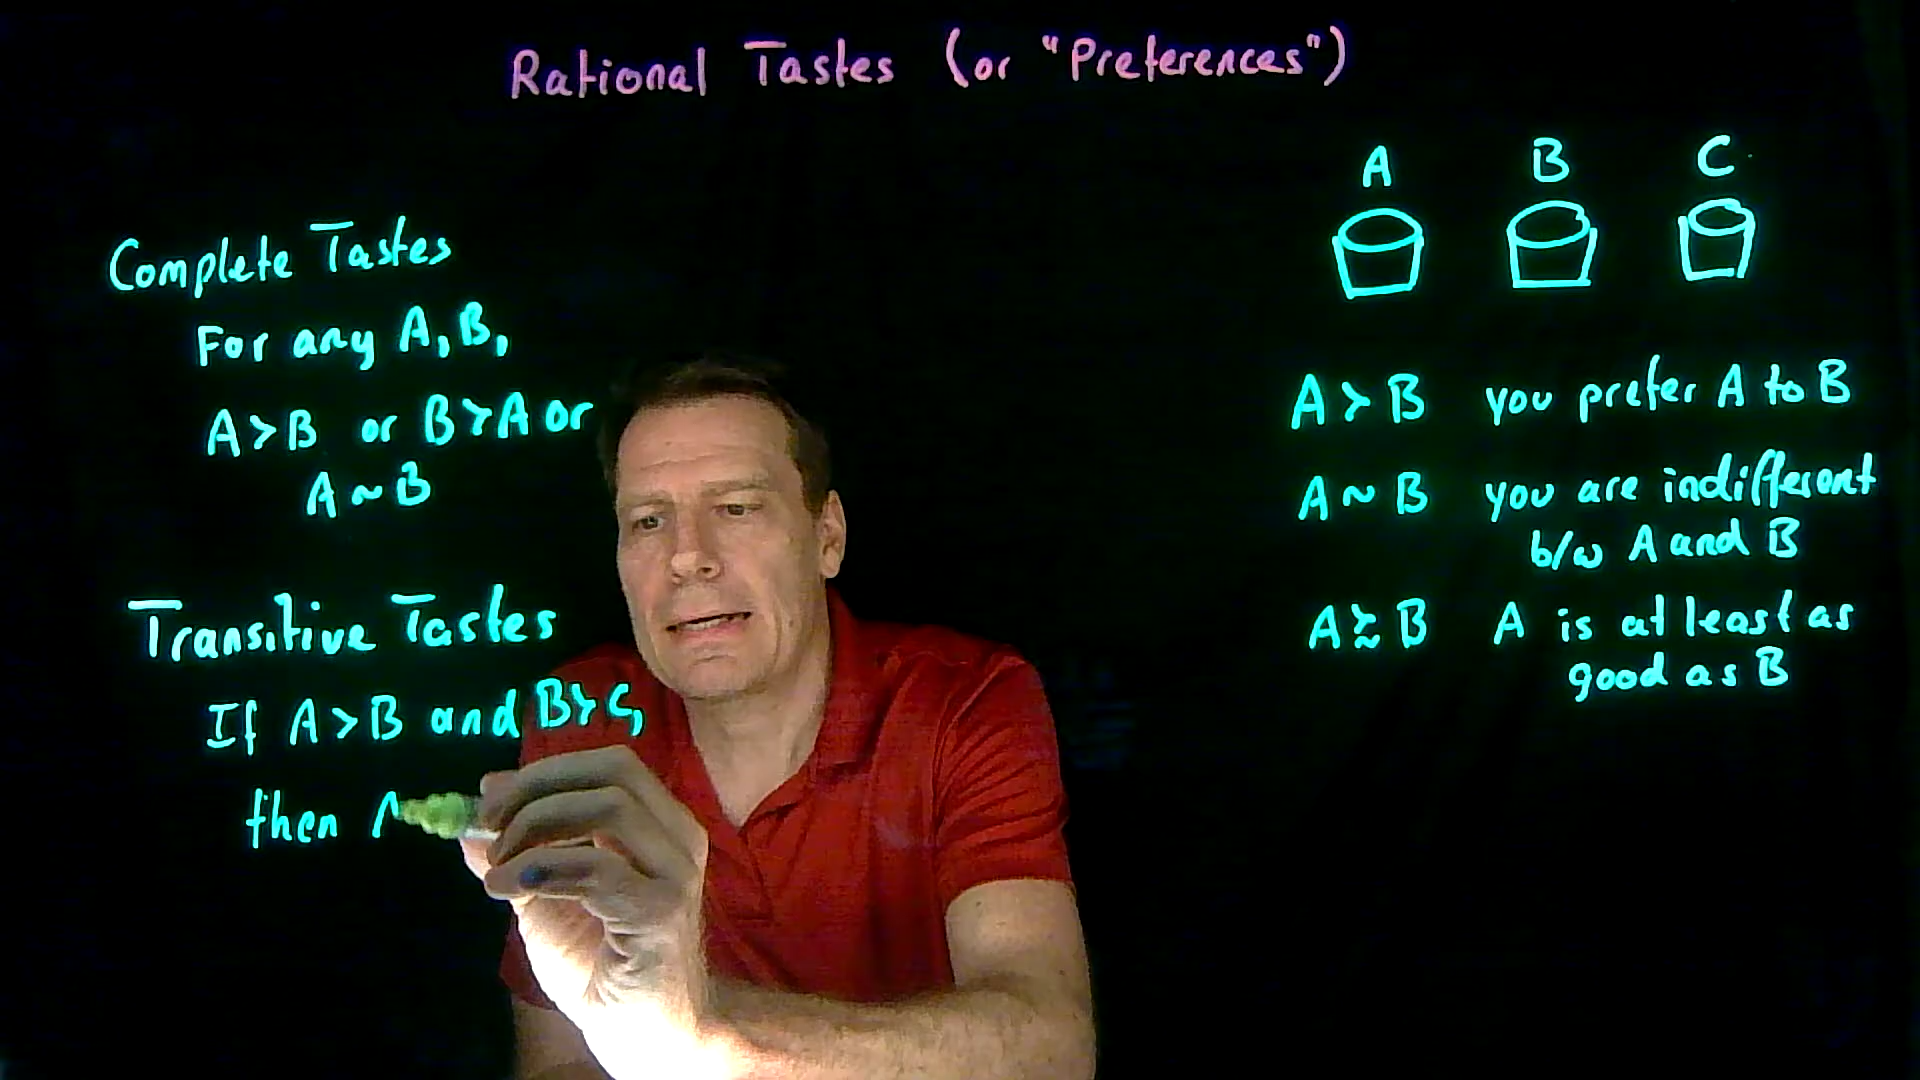 Rational Tastes (or "Preferences")
Complete Tastes
For any A, B,
A ≻ B or B ≻ A or
A ~ B
Transitive Tastes
If A ≻ B and B ≻ C,
then A
A B C
A ≻ B you prefer A to B
A ~ B you are indifferent
b/w A and B
A ≿ B A is at least as
good as B